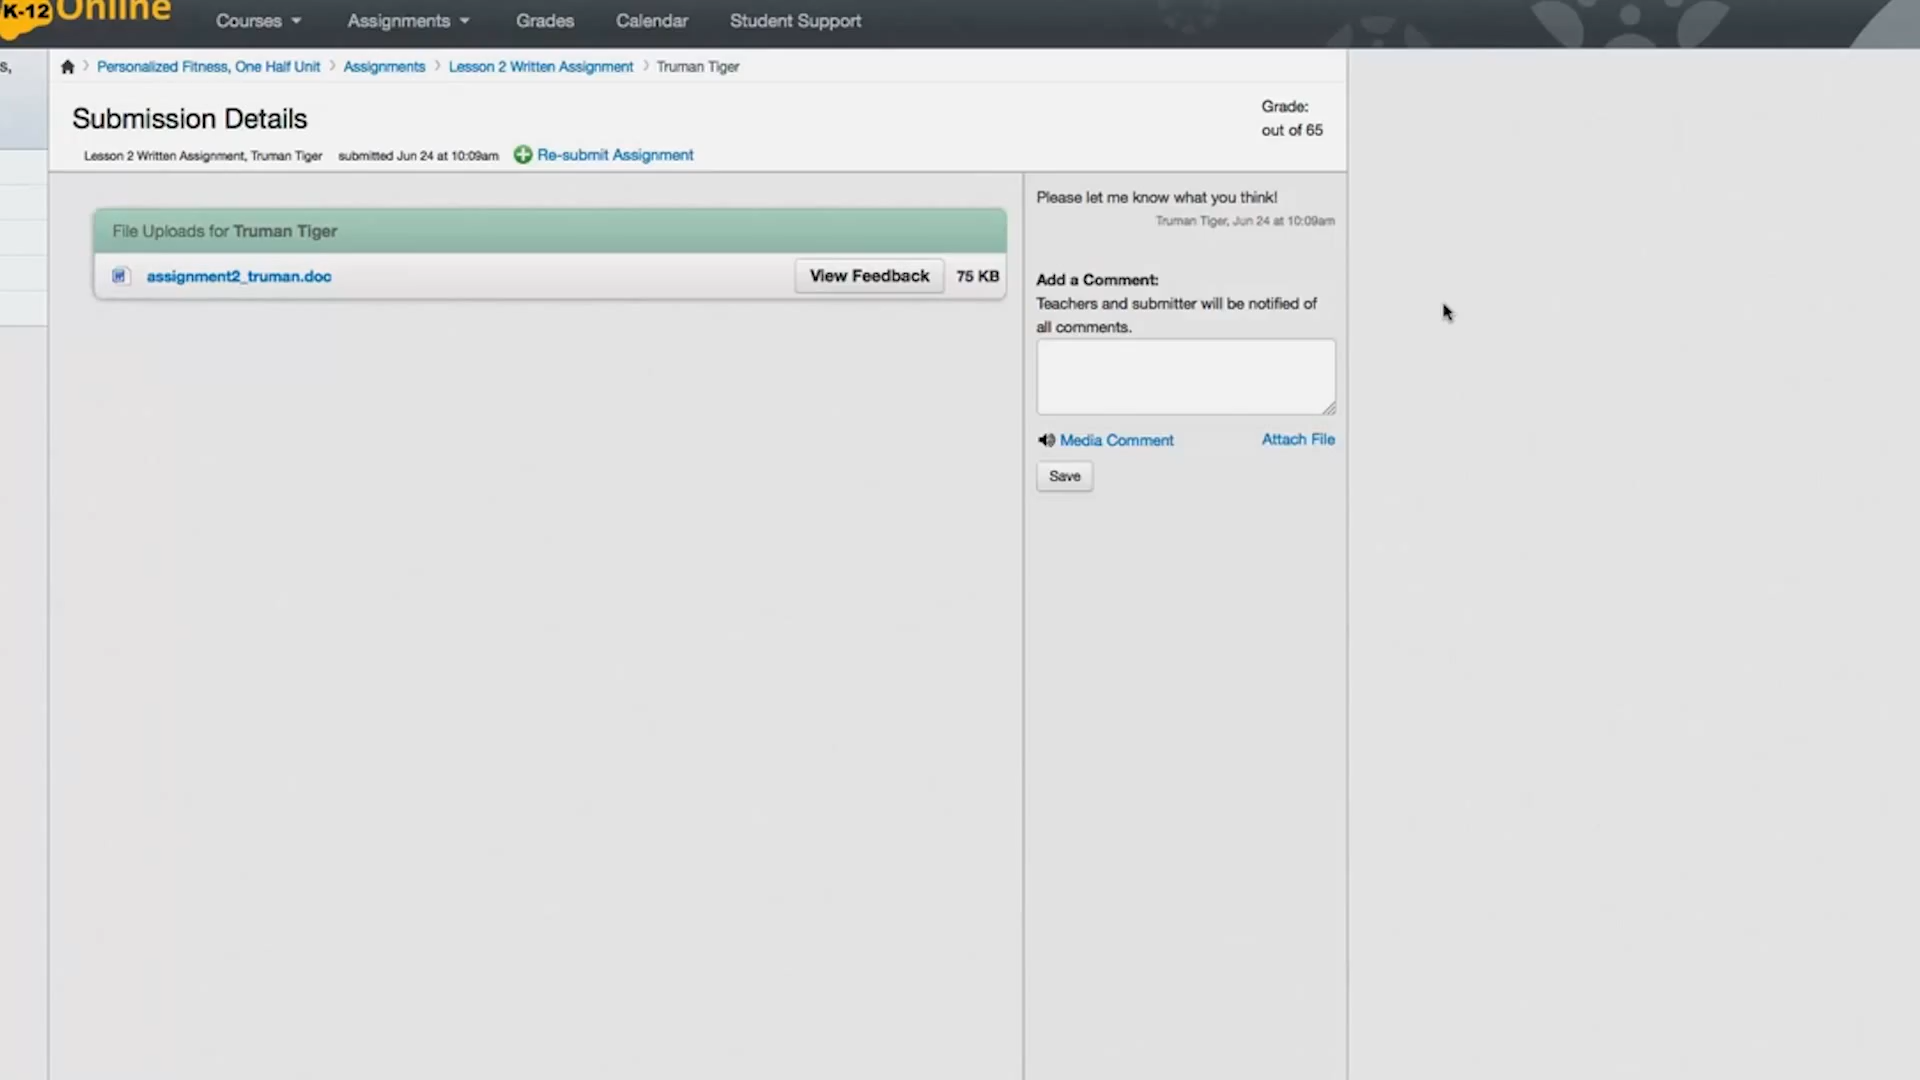 K-12 Online
Courses Assignments Grades Calendar Student Support
s,
Personalized Fitness, One Half Unit › Assignments › Lesson 2 Written Assignment › Truman Tiger
Submission Details
Grade:
out of 65
Lesson 2 Written Assignment, Truman Tiger submitted Jun 24 at 10:09am Re-submit Assignment
File Uploads for Truman Tiger
assignment2_truman.doc View Feedback 75 KB
Please let me know what you think!
Truman Tiger, Jun 24 at 10:09am
Add a Comment:
Teachers and submitter will be notified of
all comments.
Media Comment Attach File
Save